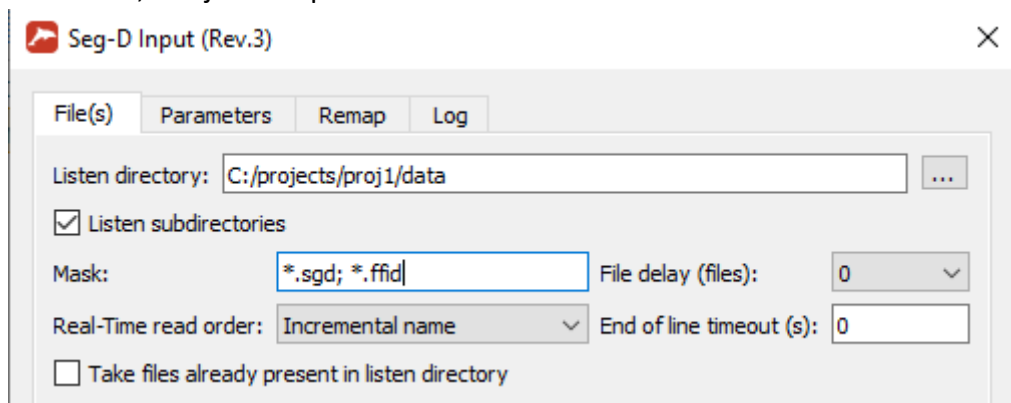 Seg-D Input (Rev.3)
File(s) Parameters Remap Log
Listen directory: C:/projects/proj1/data ...
Listen subdirectories
Mask: *.sgd; *.ffid File delay (files): 0
Real-Time read order: Incremental name End of line timeout (s): 0
Take files already present in listen directory